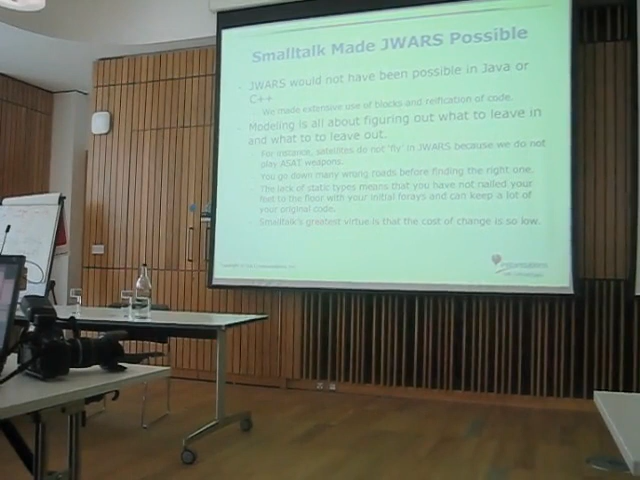 Smalltalk Made JWARS Possible
JWARS would not have been possible in Java or
C++
We made extensive use of blocks and reification of code.
Modeling is all about figuring out what to leave in
and what to to leave out.
For instance, satellites do not 'fly' in JWARS because we do not
play ASAT weapons.
You go down many wrong roads before finding the right one.
The lack of static types means that you have not nailed your
feet to the floor with your initial forays and can keep a lot of
your original code.
Smalltalk's greatest virtue is that the cost of change is so low.